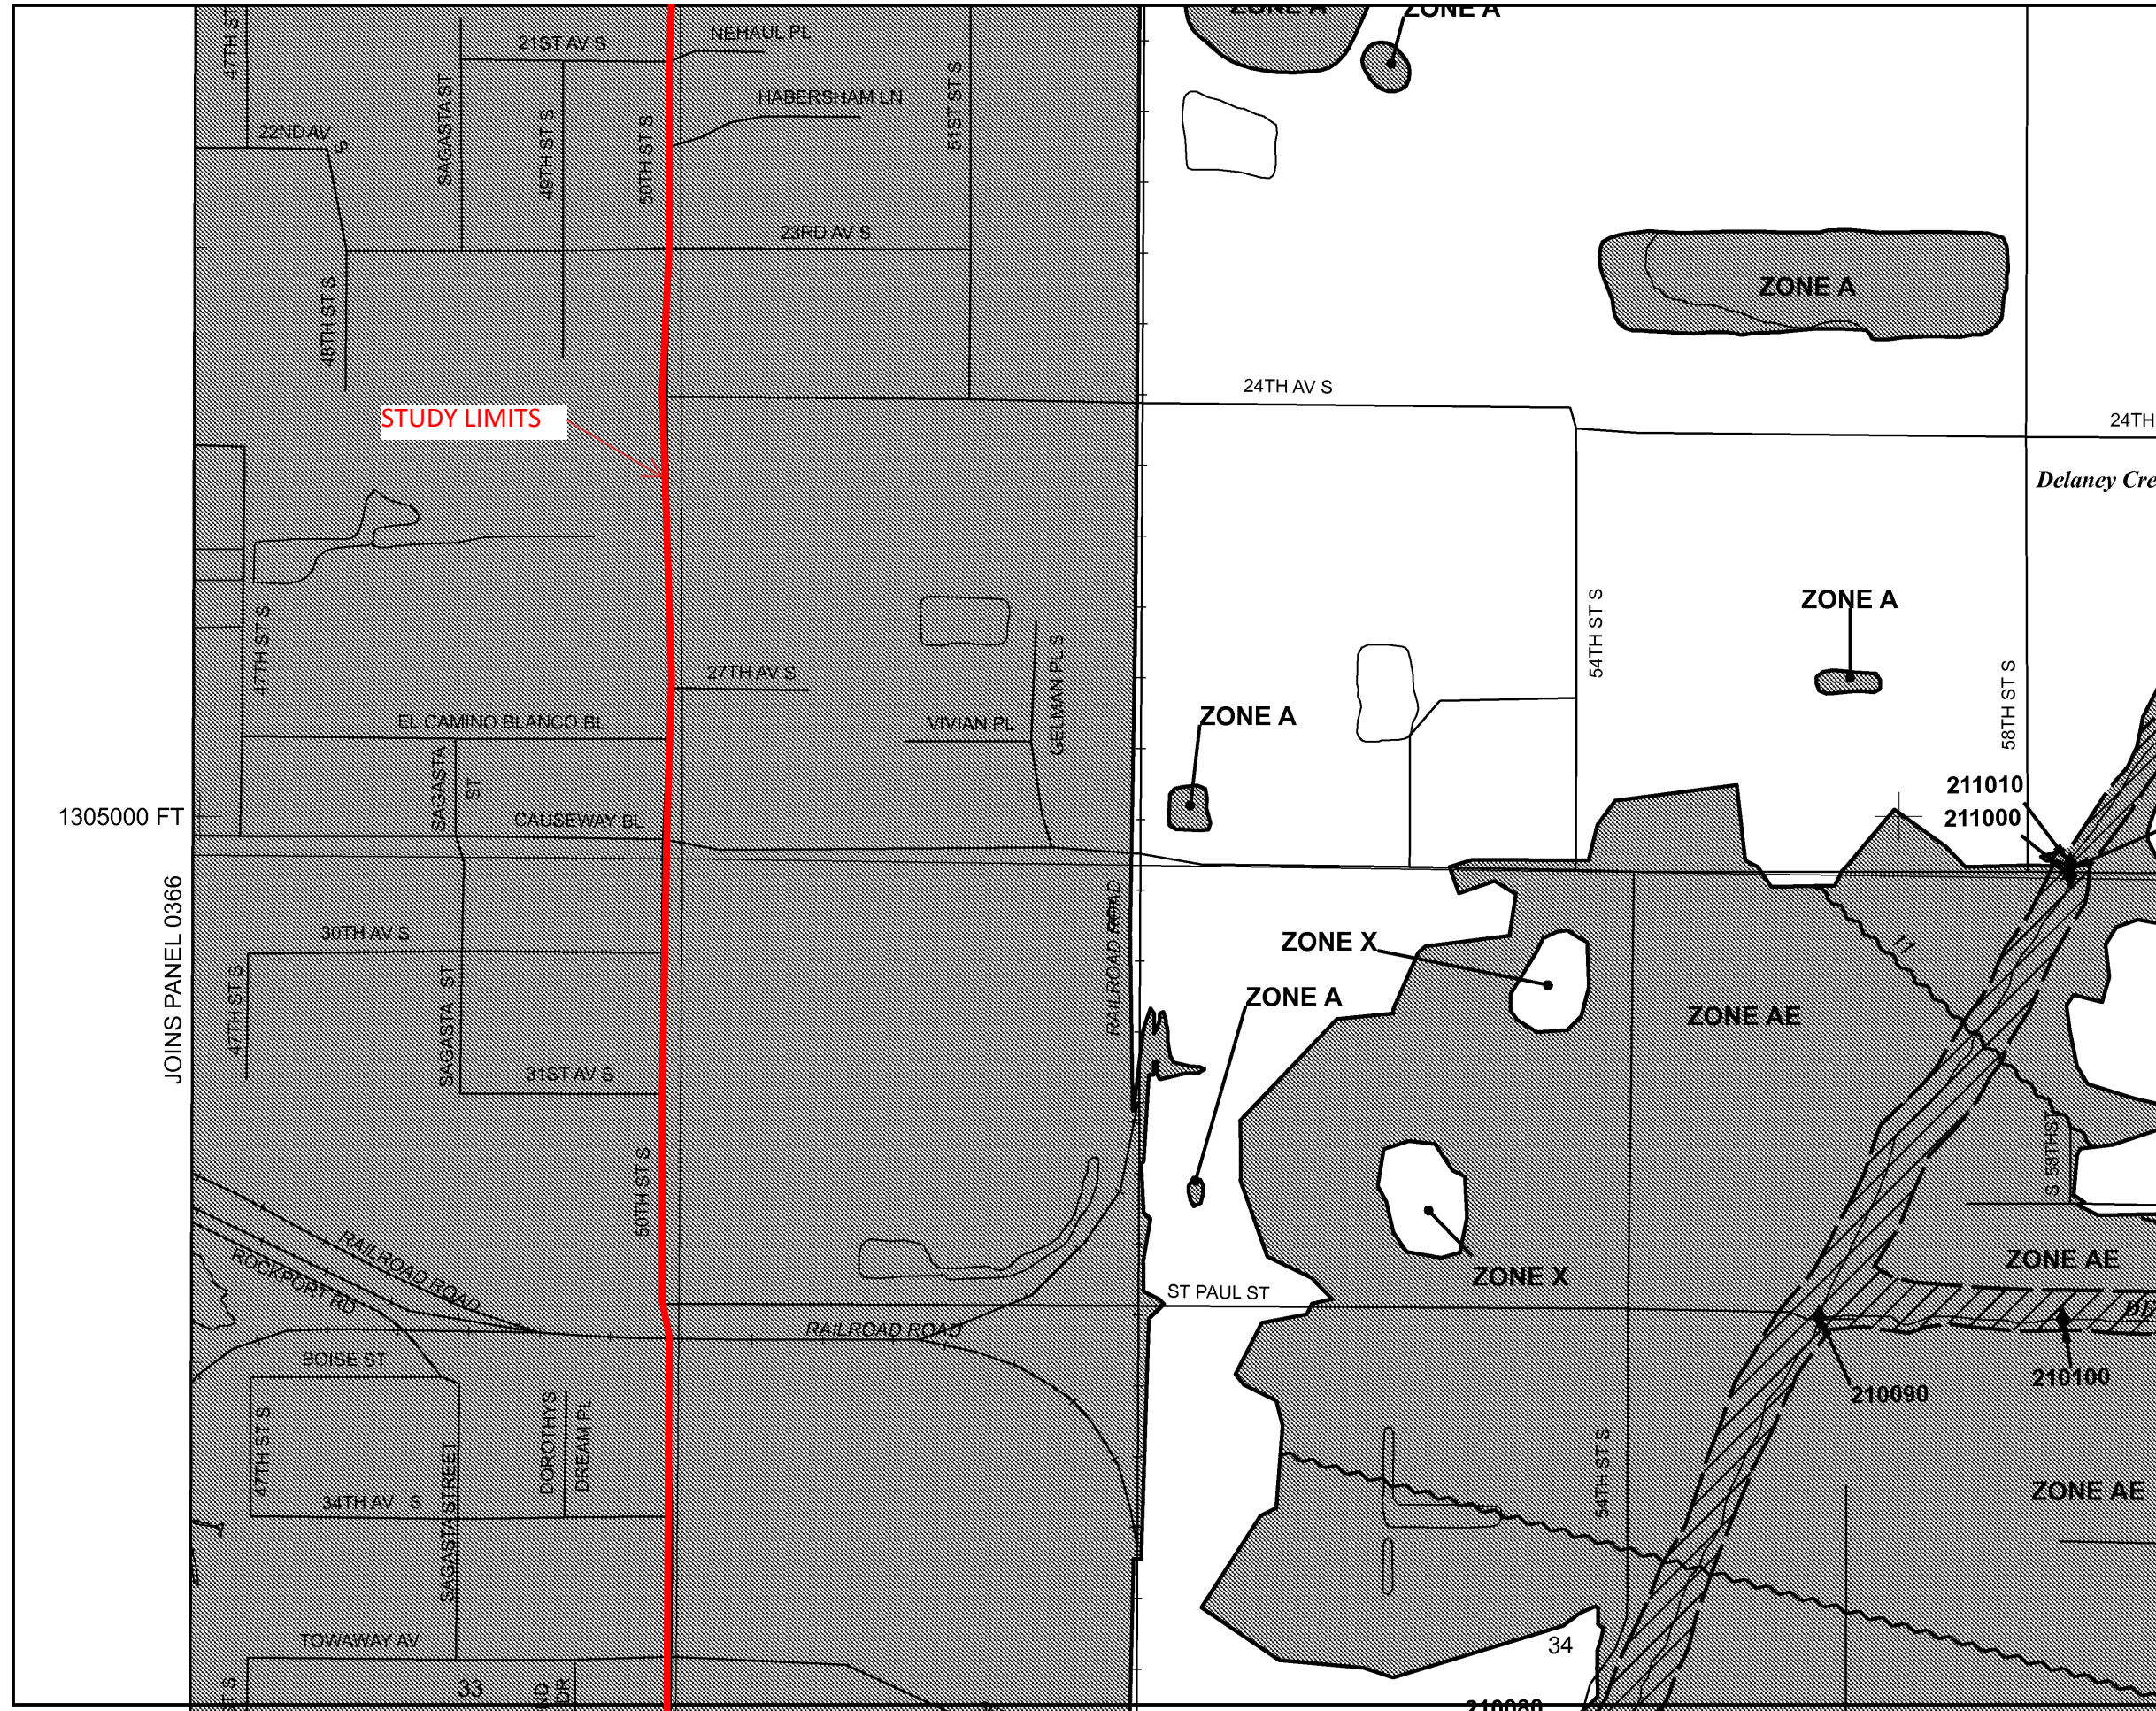 ZONE A
ZONE A
47TH ST
21ST AV S
NEHAUL PL
SAGASTA ST
HABERSHAM LN
49TH ST S
50TH ST S
51ST ST S
22ND AV
S
23RD AV S
ZONE A
48TH ST S
24TH AV S
STUDY LIMITS
24TH
Delaney Cre
47TH ST S
27TH AV S
GELMAN PL S
54TH ST S
ZONE A
58TH ST S
EL CAMINO BLANCO BL
VIVIAN PL
ZONE A
SAGASTA
ST
211010
1305000 FT
CAUSEWAY BL
211000
JOINS PANEL 0366
RAILROAD ROAD
30TH AV S
ZONE X
11
47TH ST S
SAGASTA ST
ZONE A
ZONE AE
31ST AV S
S 58TH ST
50TH ST S
RAILROAD ROAD
ROCKPORT RD
ZONE AE
ZONE X
ST PAUL ST
RAILROAD ROAD
BOISE ST
210100
210090
47TH ST S
DOROTHYS
DREAM PL
54TH ST S
34TH AV S
SAGASTA STREET
ZONE AE
TOWAWAY AV
34
33
ST S
ND
DR
210080